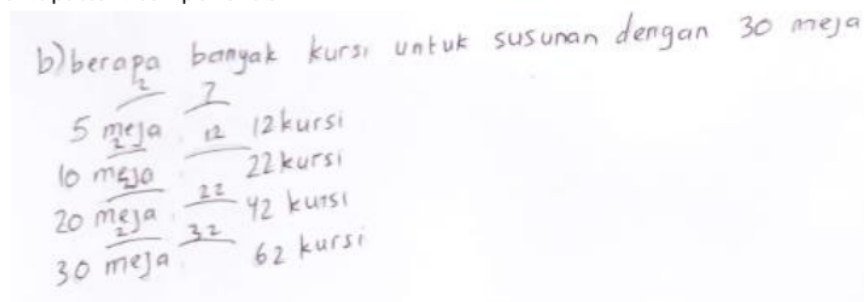 b) berapa banyak kursi untuk susunan dengan 30 meja
2 7
5 meja 12 kursi
2 12
10 meja 22 kursi
2 22
20 meja 42 kursi
2 32
30 meja 62 kursi